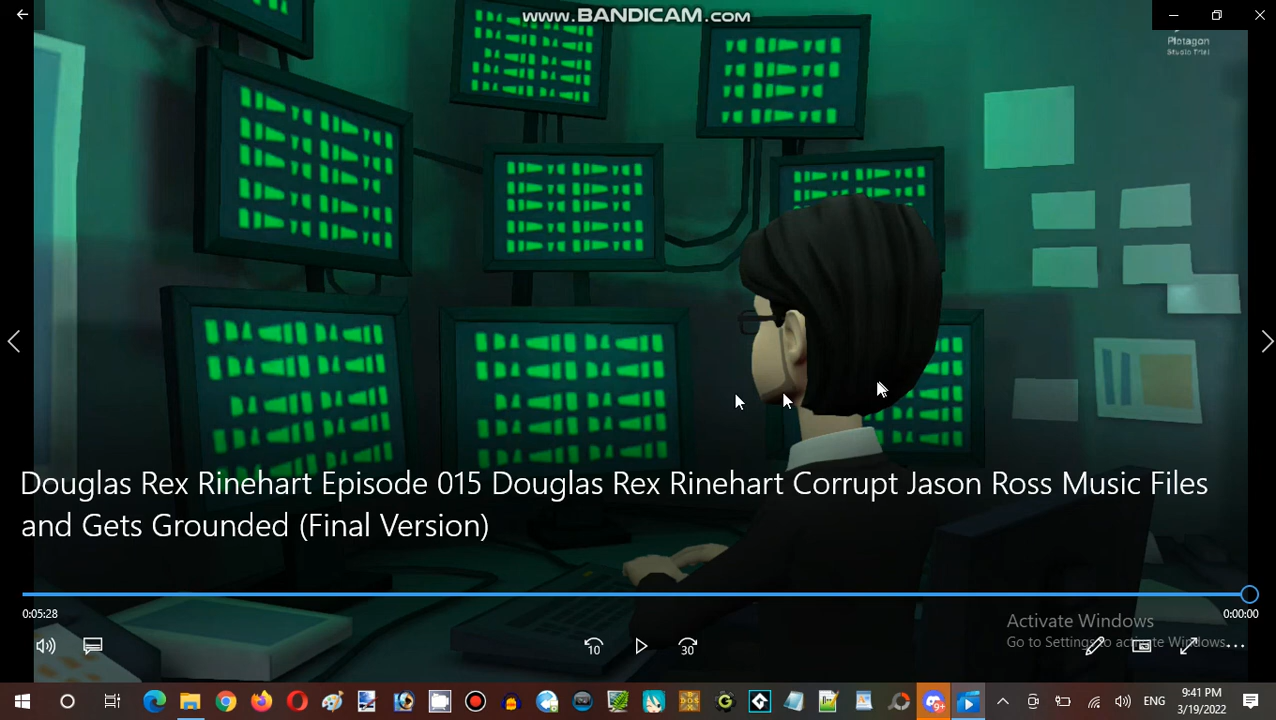 www.BANDICAM.com
Plotagon
Studio Trial
Douglas Rex Rinehart Episode 015 Douglas Rex Rinehart Corrupt Jason Ross Music Files
and Gets Grounded (Final Version)
0:05:28
0:00:00
Activate Windows
Go to Settings to activate Windows.
10
30
9+
ENG
9:41 PM
3/19/2022